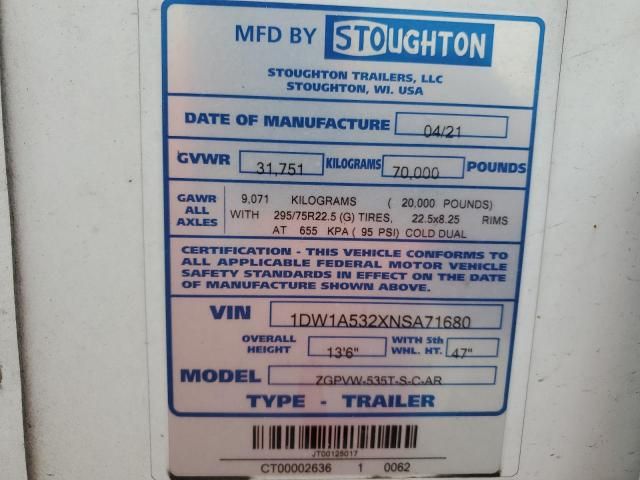 MFD BY STOUGHTON
STOUGHTON TRAILERS, LLC
STOUGHTON, WI. USA
DATE OF MANUFACTURE 04/21
GVWR 31,751 KILOGRAMS 70,000 POUNDS
GAWR ALL AXLES
9,071 KILOGRAMS ( 20,000 POUNDS)
WITH 295/75R22.5 (G) TIRES, 22.5x8.25 RIMS
AT 655 KPA ( 95 PSI) COLD DUAL
CERTIFICATION - THIS VEHICLE CONFORMS TO
ALL APPLICABLE FEDERAL MOTOR VEHICLE
SAFETY STANDARDS IN EFFECT ON THE DATE
OF MANUFACTURE SHOWN ABOVE.
VIN 1DW1A532XNSA71680
OVERALL HEIGHT 13'6" WITH 5th WHL. HT. 47"
MODEL ZGPVW-535T-S-C-AR
TYPE - TRAILER
JT00125017
CT00002636 1 0062